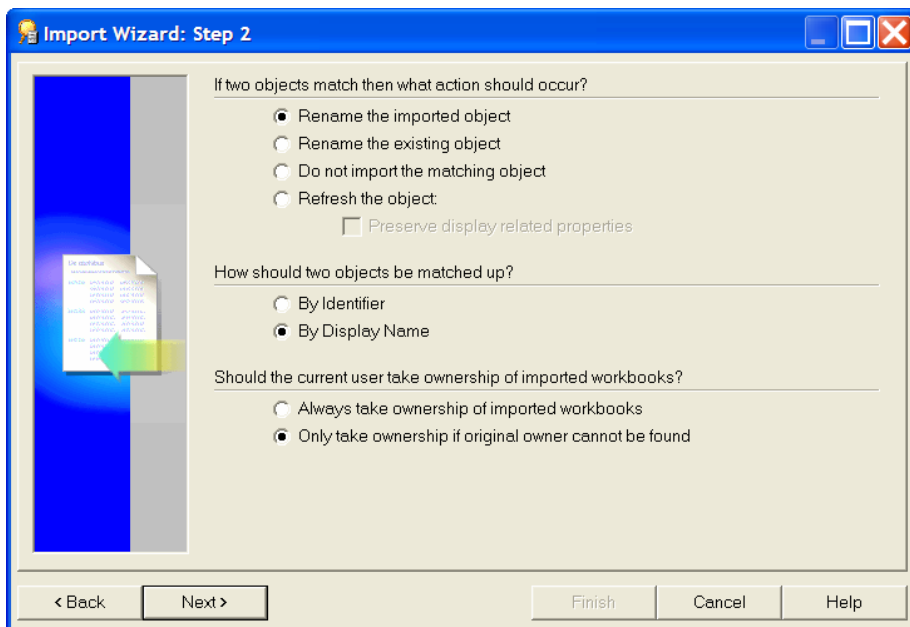 Import Wizard: Step 2
If two objects match then what action should occur?
Rename the imported object
Rename the existing object
Do not import the matching object
Refresh the object:
Preserve display related properties
How should two objects be matched up?
By Identifier
By Display Name
Should the current user take ownership of imported workbooks?
Always take ownership of imported workbooks
Only take ownership if original owner cannot be found
< Back Next > Finish Cancel Help